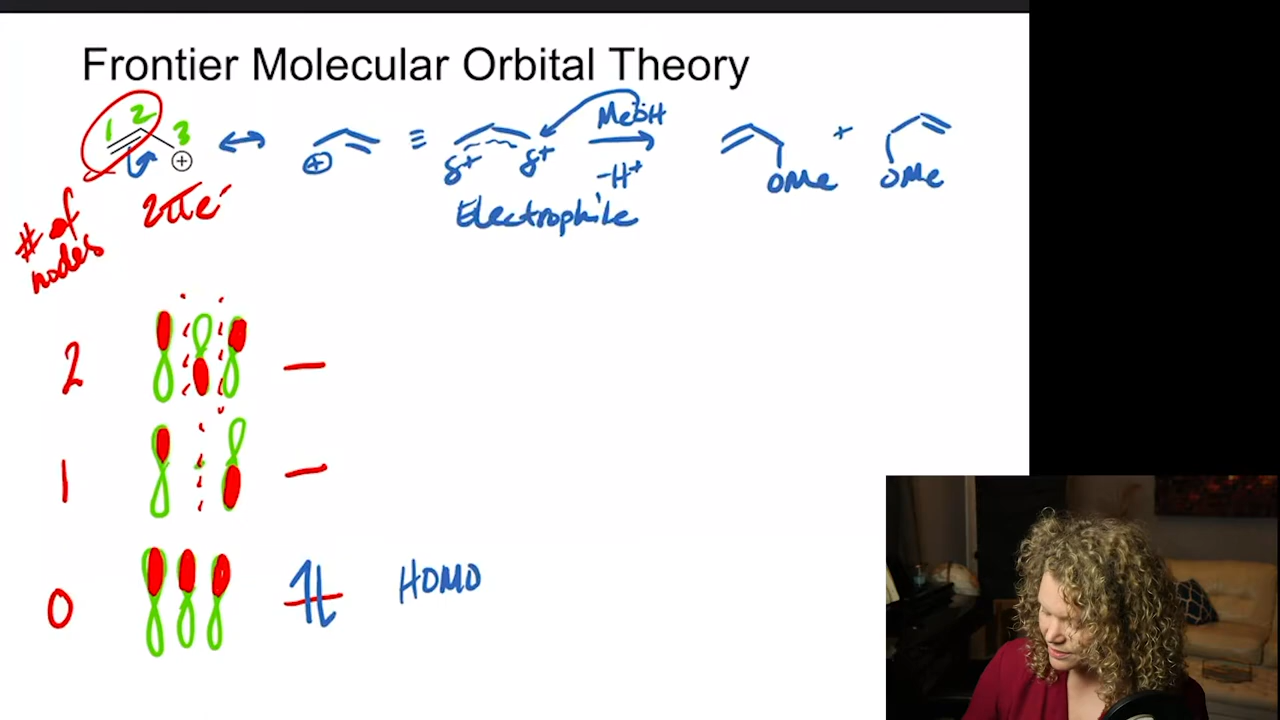 Frontier Molecular Orbital Theory
1 2 3 ⊕ ↔ ⊕ ≡ δ+ δ+ MeOH → -H+ OMe + OMe
2πe⁻ Electrophile
# of nodes
2
1
0 HOMO